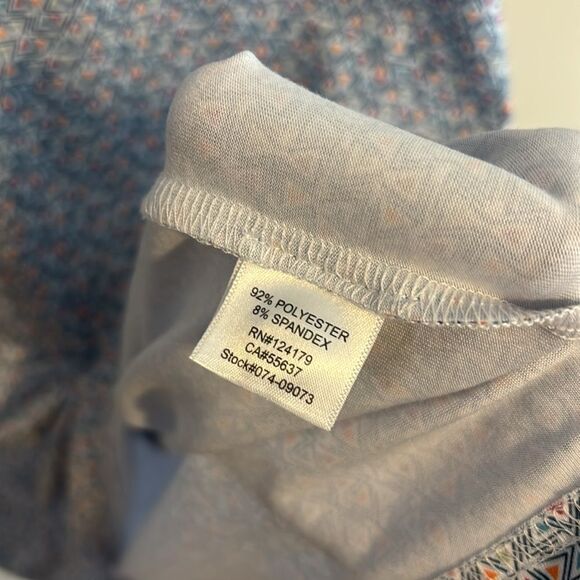 92% POLYESTER
8% SPANDEX
RN#124179
CA#55637
Stock#074-09073